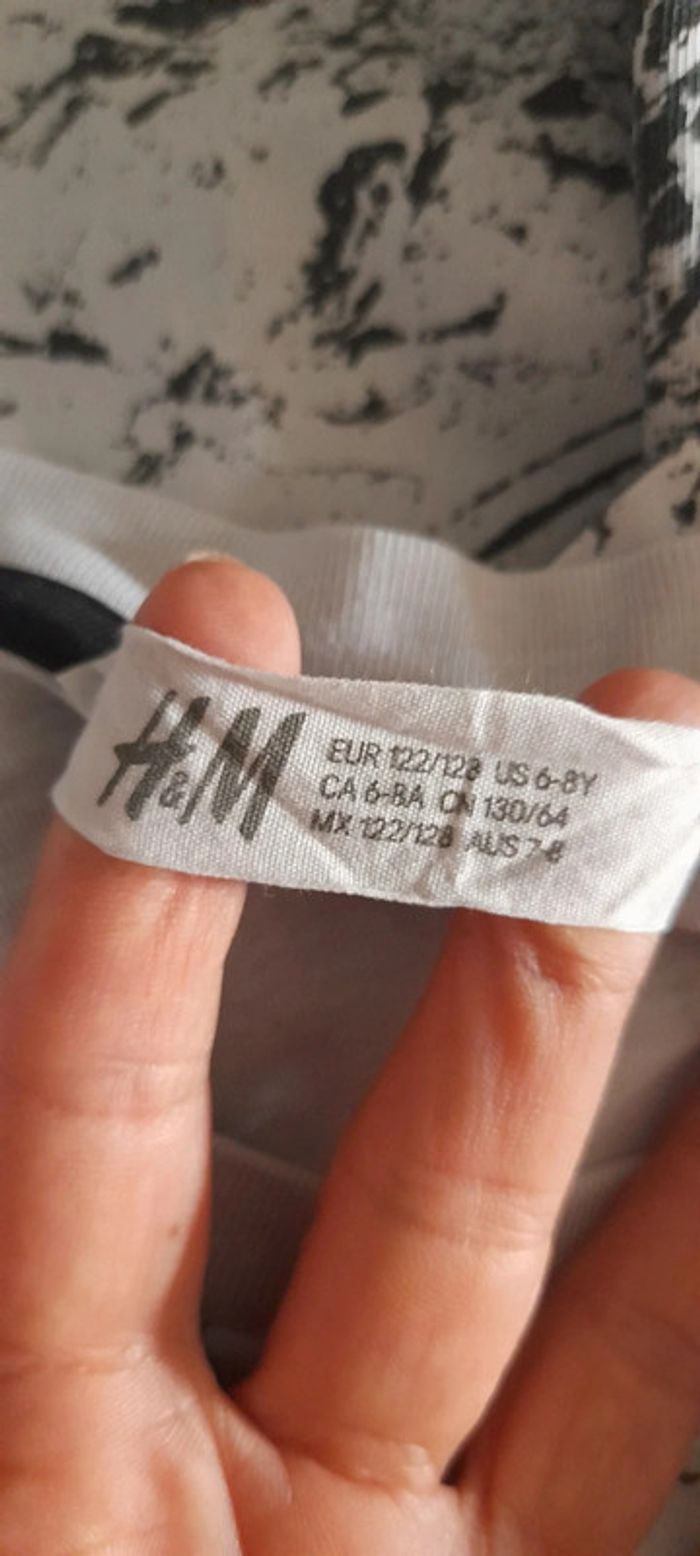 H&M
EUR 122/128 US 6-8Y
CA 6-8A CN 130/64
MX 122/128 AUS 7-8